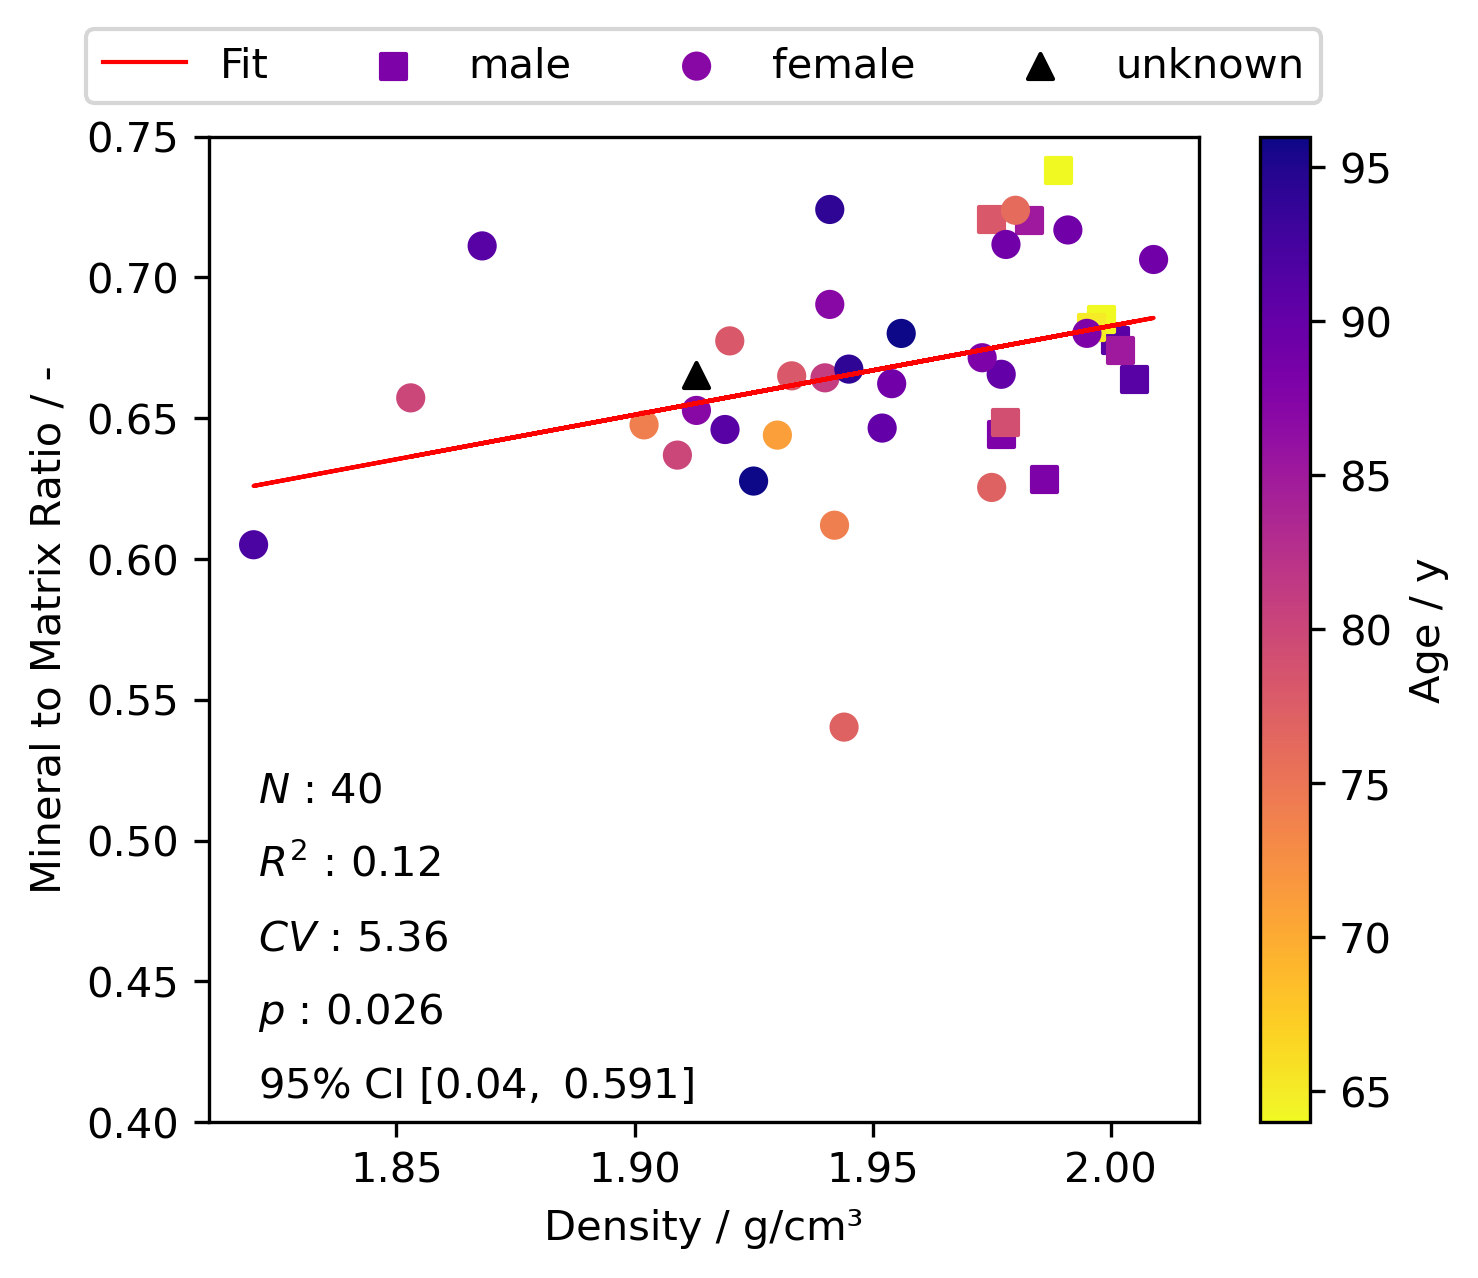 Fit male female unknown
0.75
0.70
0.65
0.60
0.55
0.50
0.45
0.40
Mineral to Matrix Ratio / -
N : 40
R² : 0.12
CV : 5.36
p : 0.026
95% CI [0.04, 0.591]
1.85 1.90 1.95 2.00
Density / g/cm³
95
90
85
80
75
70
65
Age / y